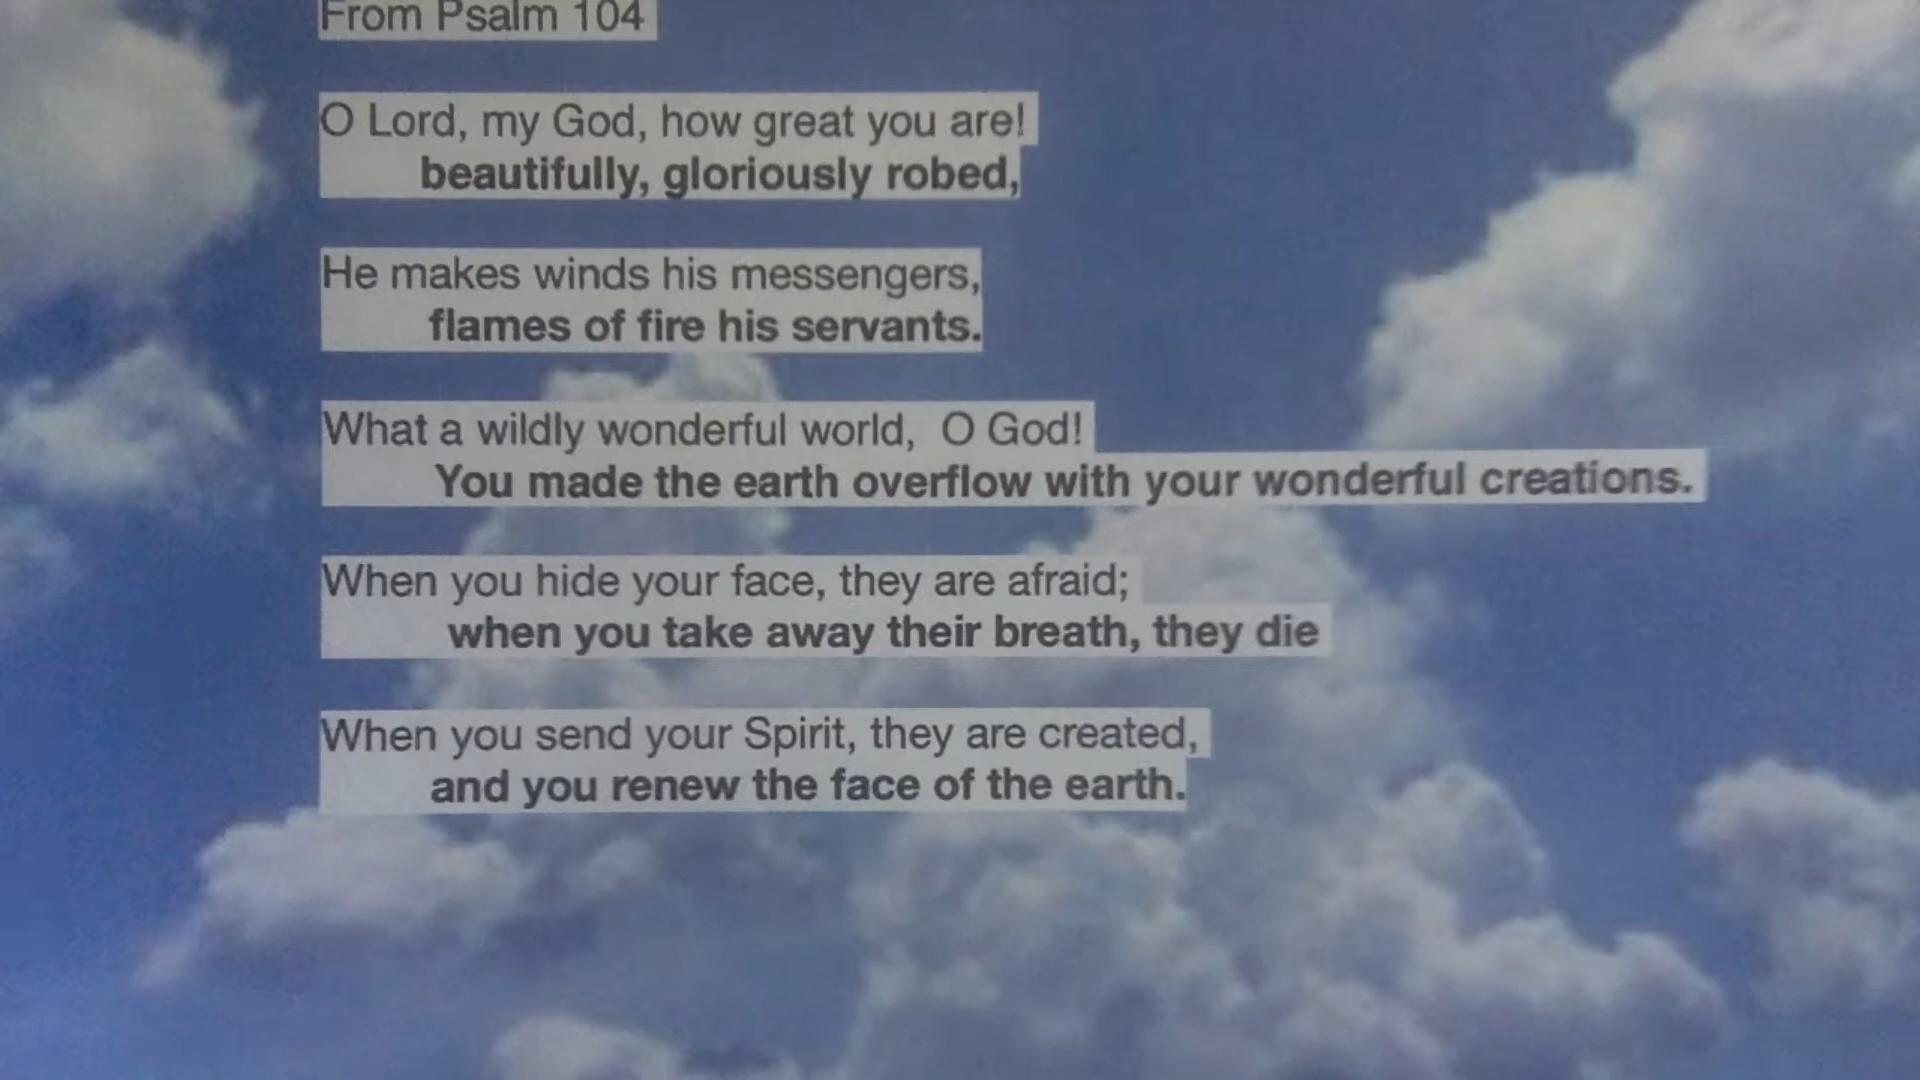 From Psalm 104
O Lord, my God, how great you are!
beautifully, gloriously robed,
He makes winds his messengers,
flames of fire his servants.
What a wildly wonderful world, O God!
You made the earth overflow with your wonderful creations.
When you hide your face, they are afraid;
when you take away their breath, they die
When you send your Spirit, they are created,
and you renew the face of the earth.